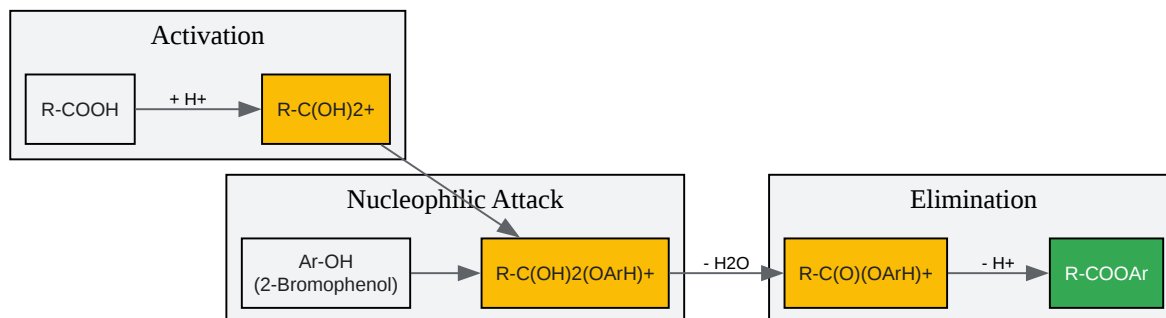 Activation
R-COOH
+ H+
R-C(OH)2+
Nucleophilic Attack
Ar-OH
(2-Bromophenol)
R-C(OH)2(OArH)+
- H2O
Elimination
R-C(O)(OArH)+
- H+
R-COOAr